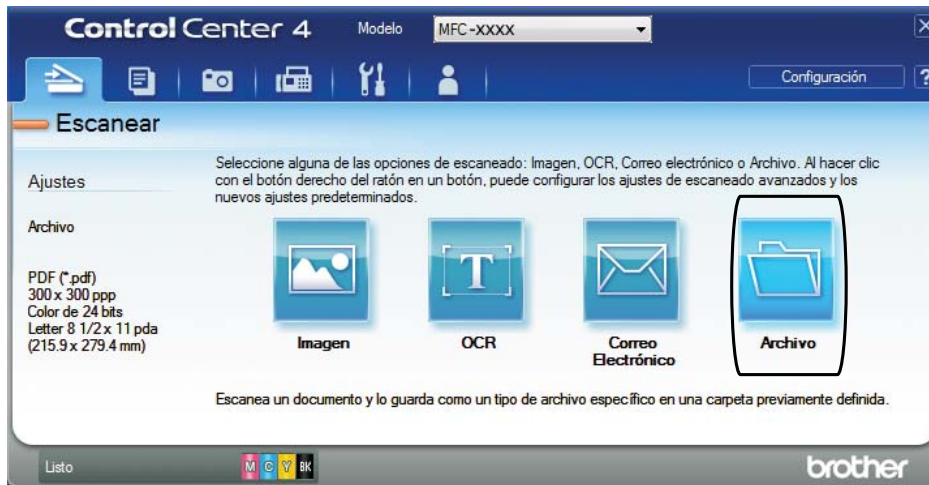 Control Center 4 Modelo MFC-XXXX X
Configuración ?
Escanear
Seleccione alguna de las opciones de escaneado: Imagen, OCR, Correo electrónico o Archivo. Al hacer clic
con el botón derecho del ratón en un botón, puede configurar los ajustes de escaneado avanzados y los
nuevos ajustes predeterminados.
Ajustes
Archivo
PDF (*.pdf)
300 x 300 ppp
Color de 24 bits
Letter 8 1/2 x 11 pda
(215.9 x 279.4 mm)
T
Imagen
OCR
Correo
Electrónico
Archivo
Escanea un documento y lo guarda como un tipo de archivo específico en una carpeta previamente definida.
Listo M C Y BK brother